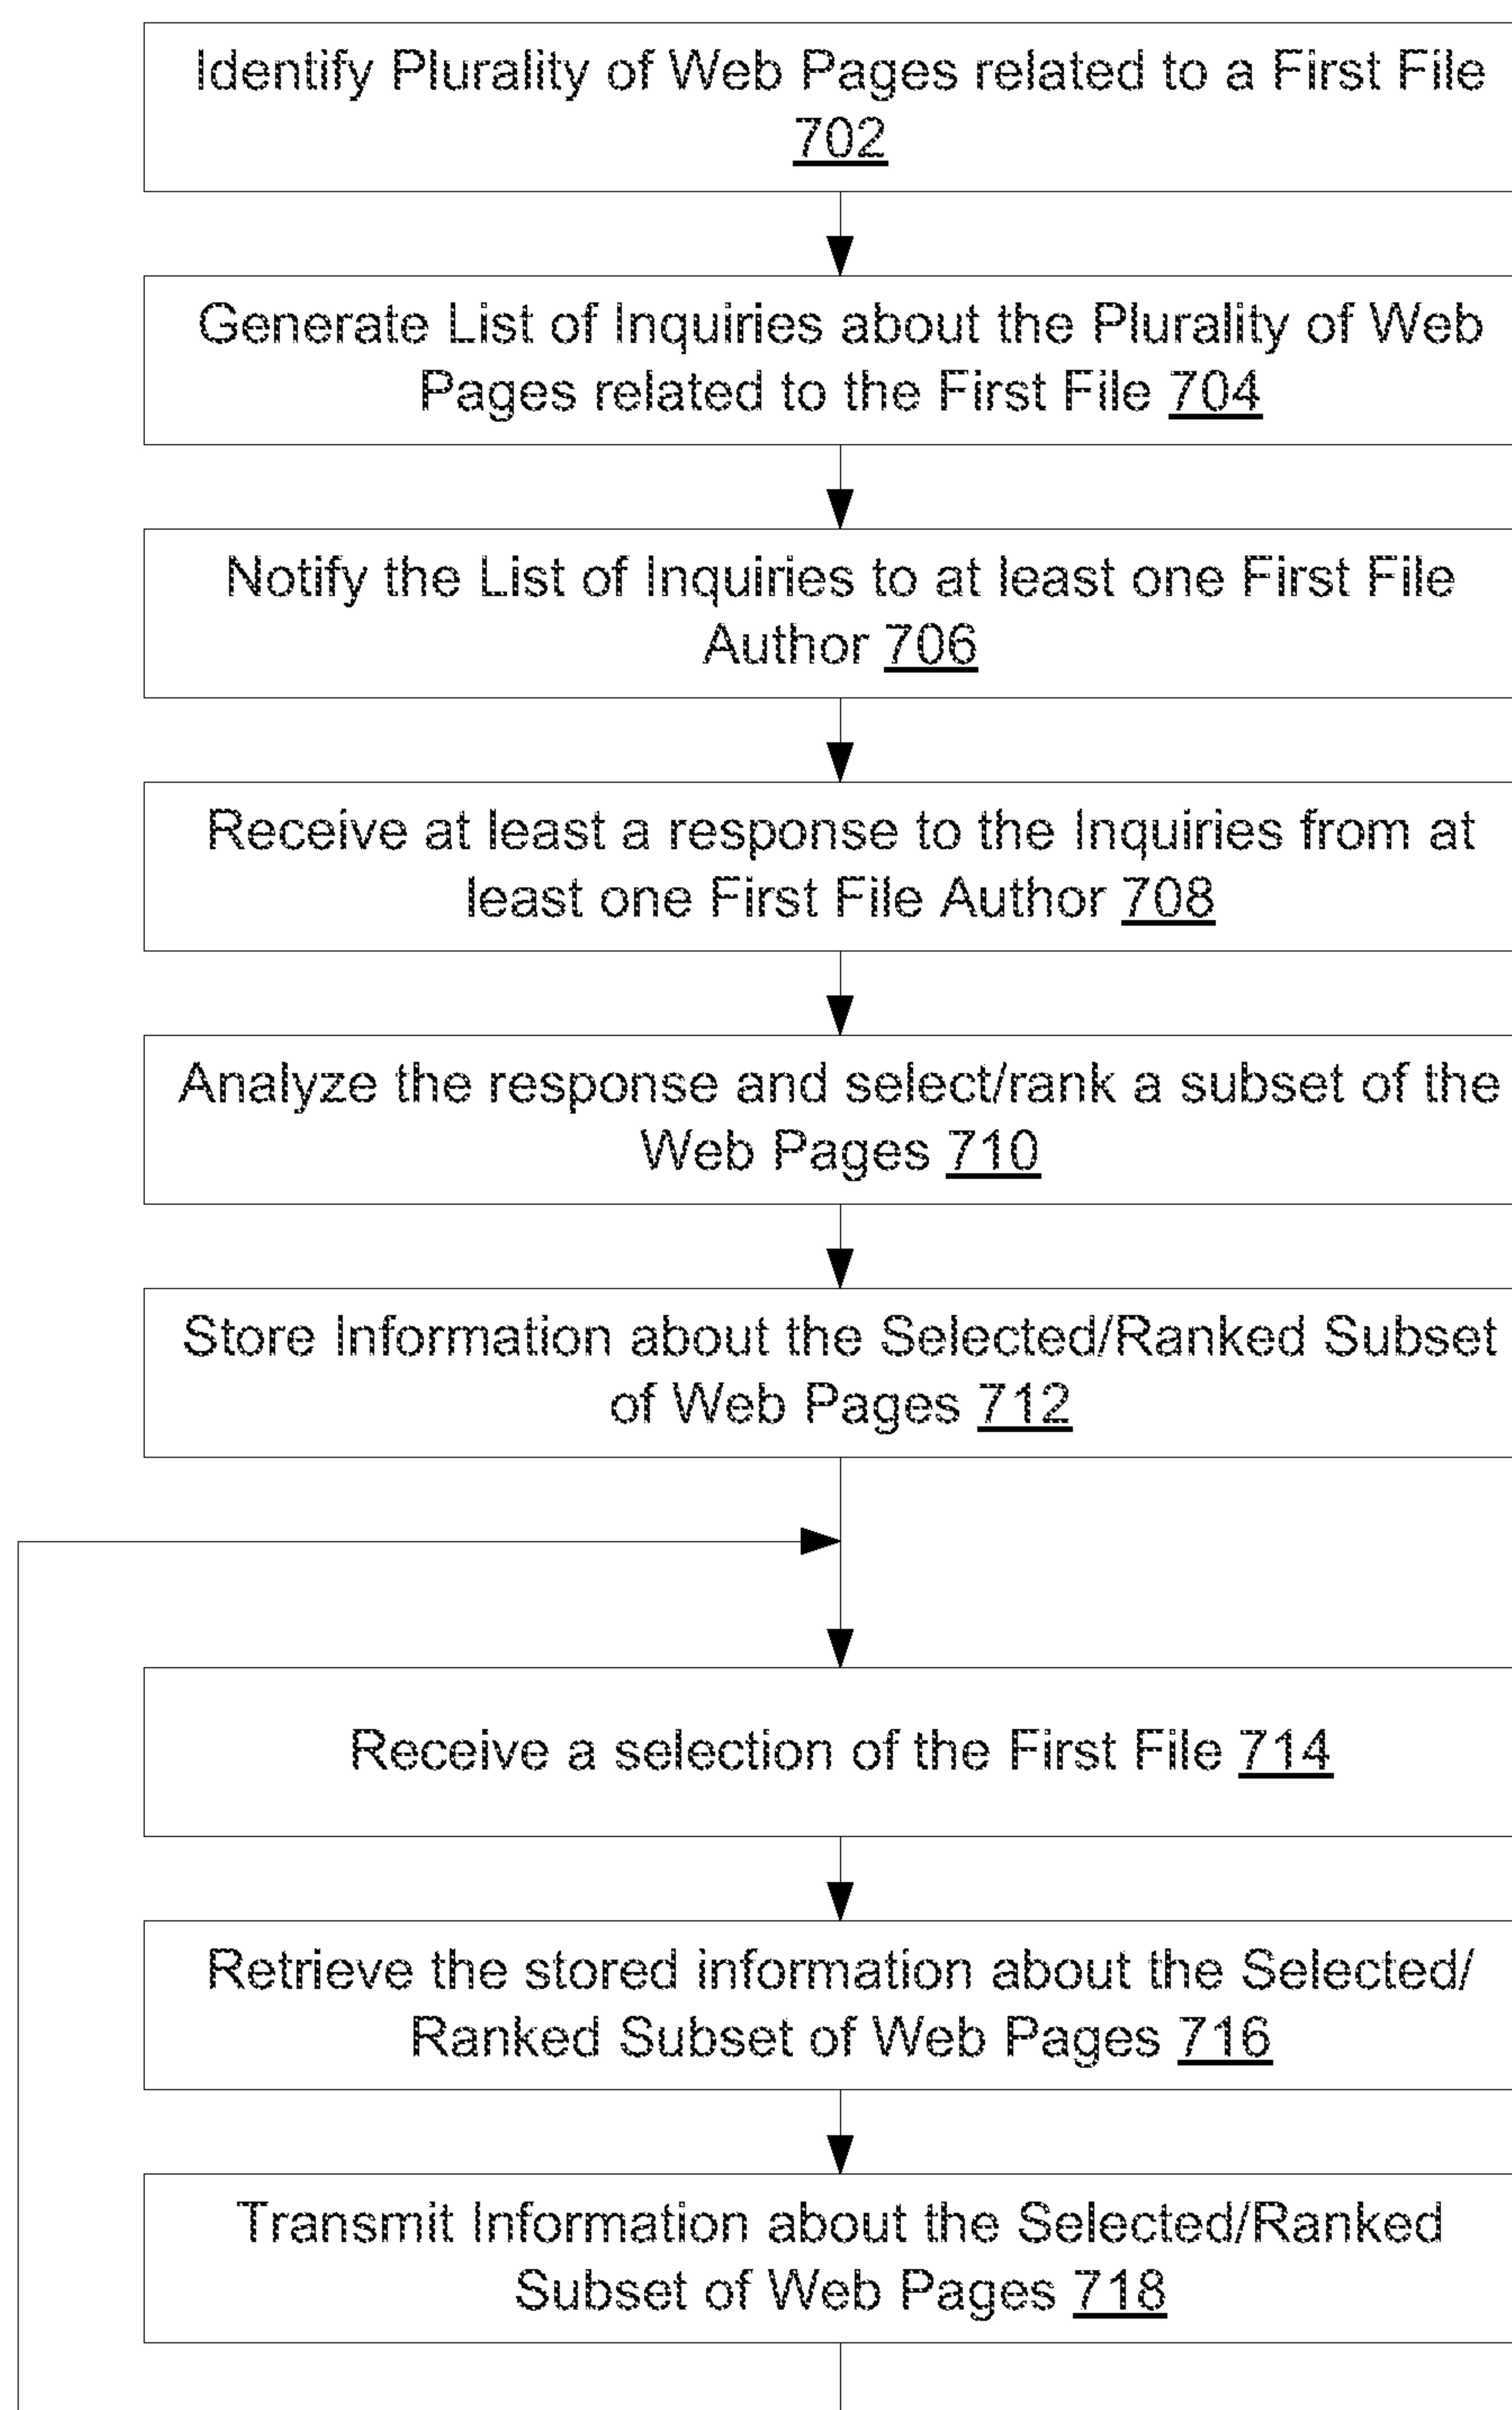 Identify Plurality of Web Pages related to a First File
702
Generate List of Inquiries about the Plurality of Web
Pages related to the First File 704
Notify the List of Inquiries to at least one First File
Author 706
Receive at least a response to the Inquiries from at
least one First File Author 708
Analyze the response and select/rank a subset of the
Web Pages 710
Store Information about the Selected/Ranked Subset
of Web Pages 712
Receive a selection of the First File 714
Retrieve the stored information about the Selected/
Ranked Subset of Web Pages 716
Transmit Information about the Selected/Ranked
Subset of Web Pages 718